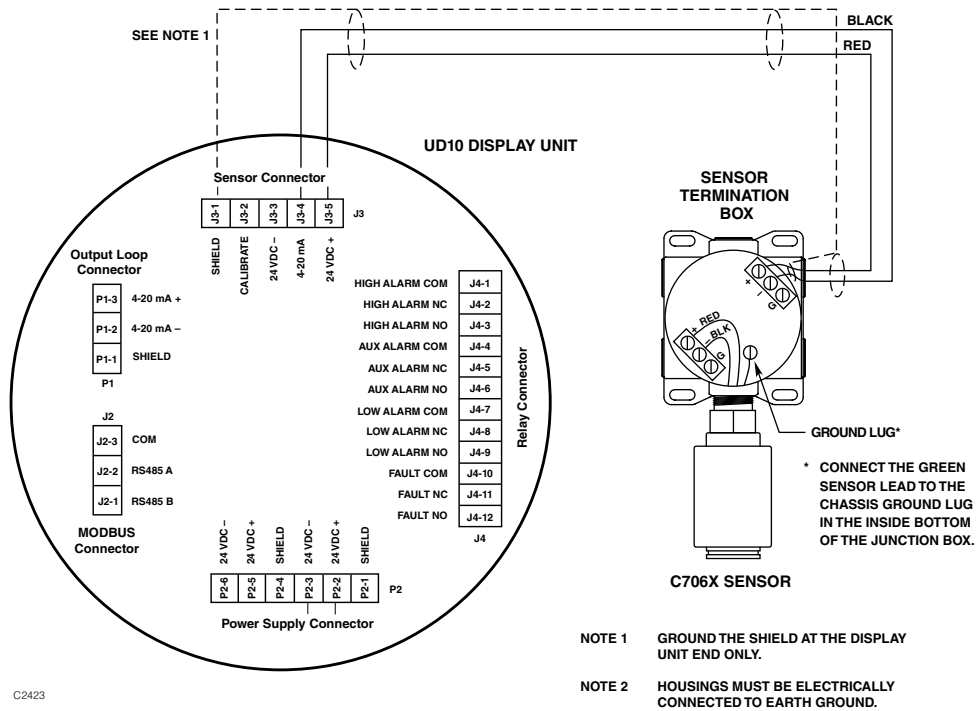 SEE NOTE 1
BLACK
RED
UD10 DISPLAY UNIT
Sensor Connector
J3-1
J3-2
J3-3
J3-4
J3-5
J3
SHIELD
CALIBRATE
24 VDC –
4-20 mA
24 VDC +
Output Loop
Connector
P1-3 4-20 mA +
P1-2 4-20 mA –
P1-1 SHIELD
P1
J2
J2-3 COM
J2-2 RS485 A
J2-1 RS485 B
MODBUS
Connector
HIGH ALARM COM J4-1
HIGH ALARM NC J4-2
HIGH ALARM NO J4-3
AUX ALARM COM J4-4
AUX ALARM NC J4-5
AUX ALARM NO J4-6
LOW ALARM COM J4-7
LOW ALARM NC J4-8
LOW ALARM NO J4-9
FAULT COM J4-10
FAULT NC J4-11
FAULT NO J4-12
J4
Relay Connector
24 VDC –
24 VDC +
SHIELD
24 VDC –
24 VDC +
SHIELD
P2-6
P2-5
P2-4
P2-3
P2-2
P2-1
P2
Power Supply Connector
SENSOR
TERMINATION
BOX
+
–
G
+ RED
– BLK
G
GROUND LUG*
* CONNECT THE GREEN
SENSOR LEAD TO THE
CHASSIS GROUND LUG
IN THE INSIDE BOTTOM
OF THE JUNCTION BOX.
C706X SENSOR
NOTE 1 GROUND THE SHIELD AT THE DISPLAY
UNIT END ONLY.
NOTE 2 HOUSINGS MUST BE ELECTRICALLY
CONNECTED TO EARTH GROUND.
C2423